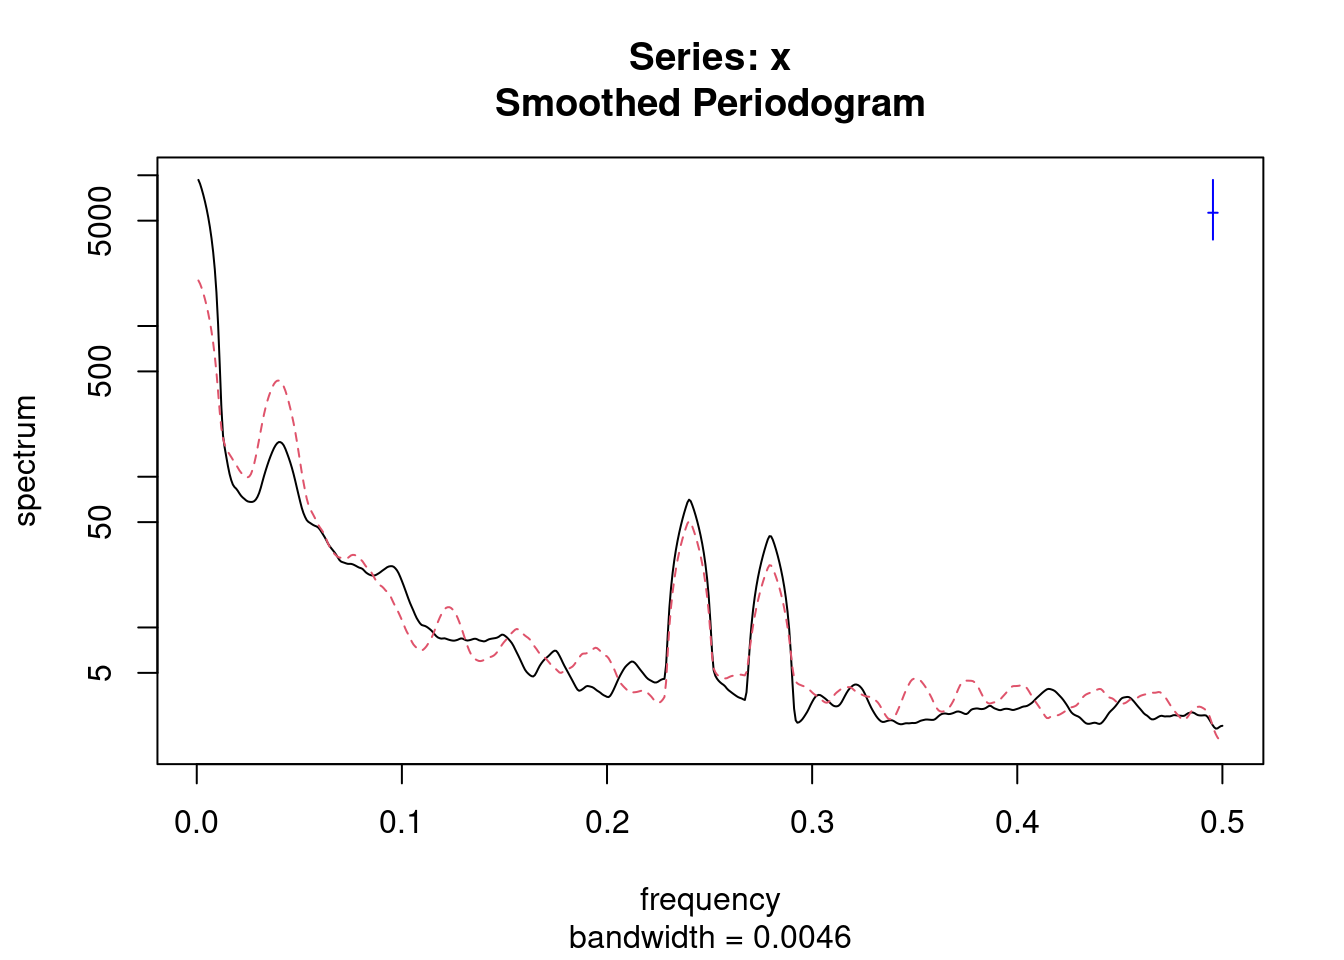 Series: x
Smoothed Periodogram
spectrum
5000
500
50
5
0.0 0.1 0.2 0.3 0.4 0.5
frequency
bandwidth = 0.0046